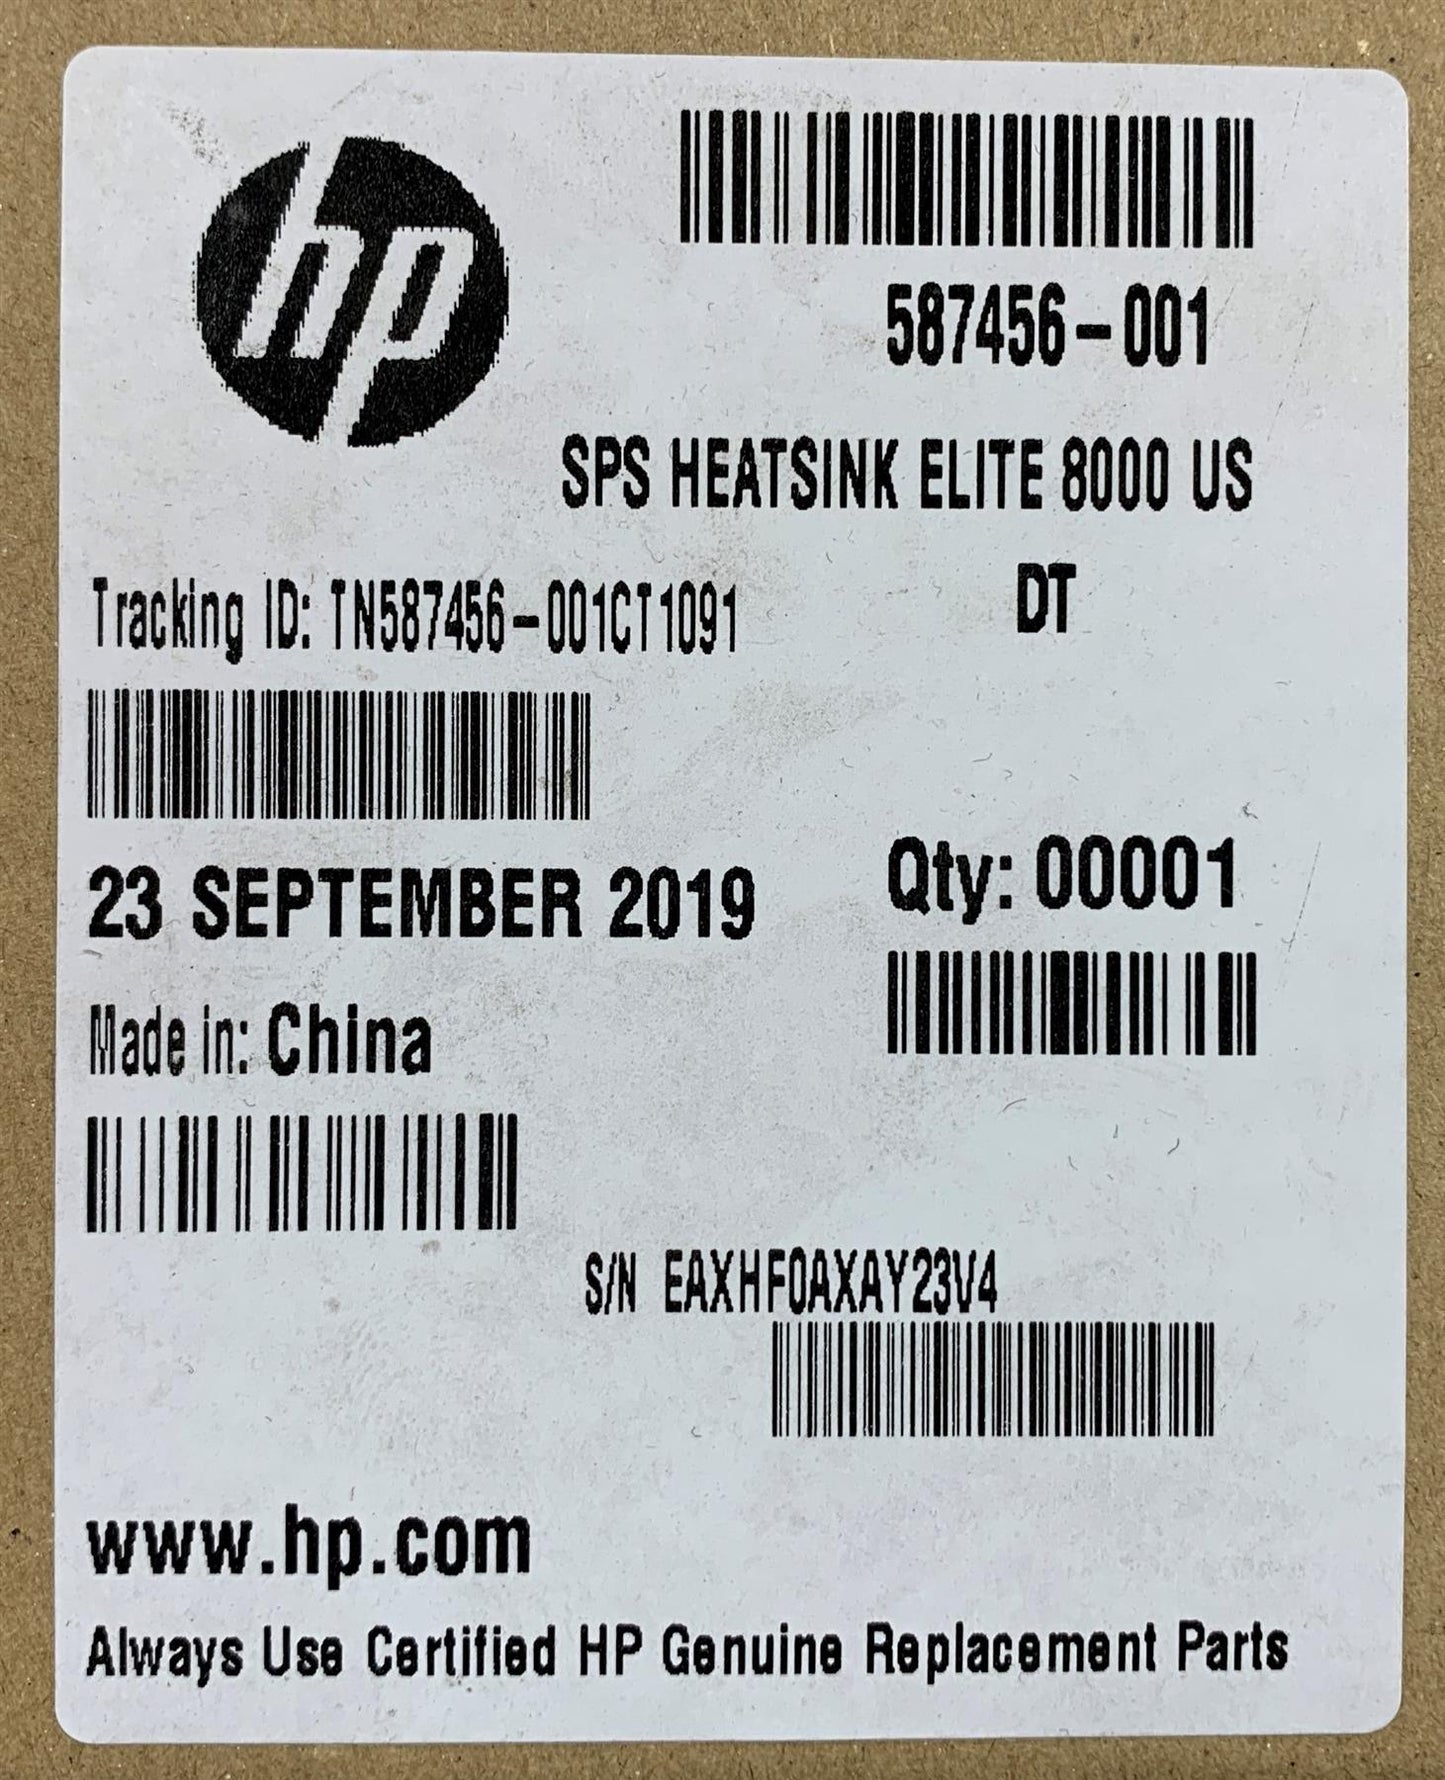 hp
587456-001
SPS HEATSINK ELITE 8000 US
DT
Tracking ID: TN587456-001CT1091
23 SEPTEMBER 2019
Qty: 00001
Made in: China
S/N EAXHF0AXAY23V4
www.hp.com
Always Use Certified HP Genuine Replacement Parts